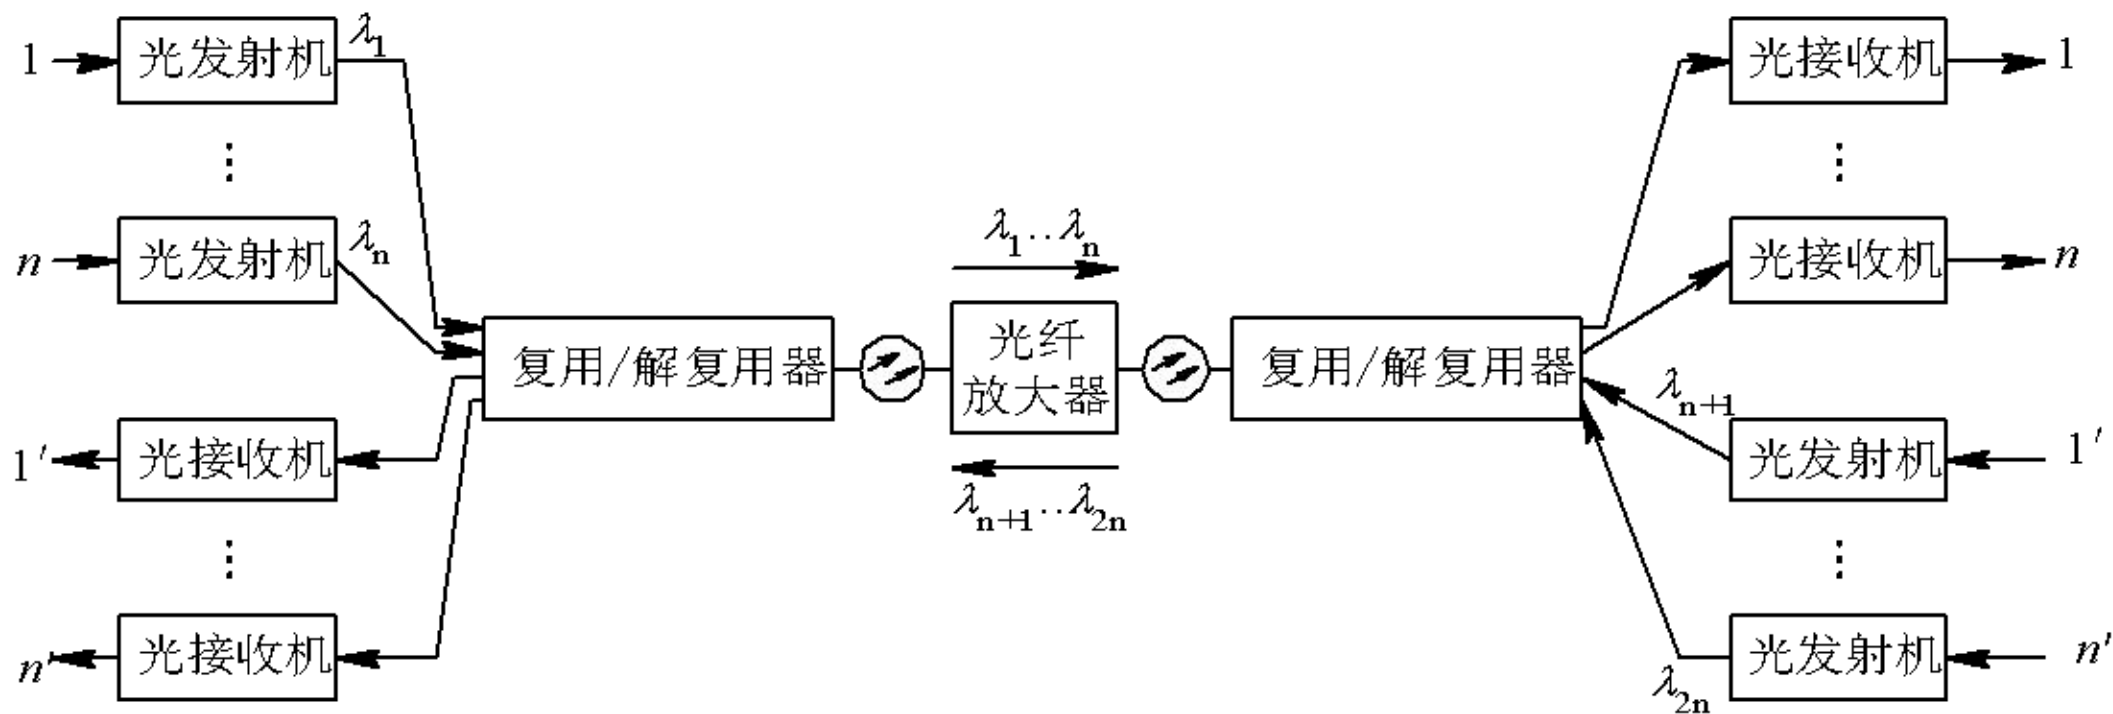 1 光发射机 λ1
n 光发射机 λn
1′ 光接收机
n′ 光接收机
复用/解复用器
λ1..λn
光纤
放大器
λn+1..λ2n
复用/解复用器
光接收机 1
光接收机 n
λn+1 光发射机 1′
λ2n 光发射机 n′